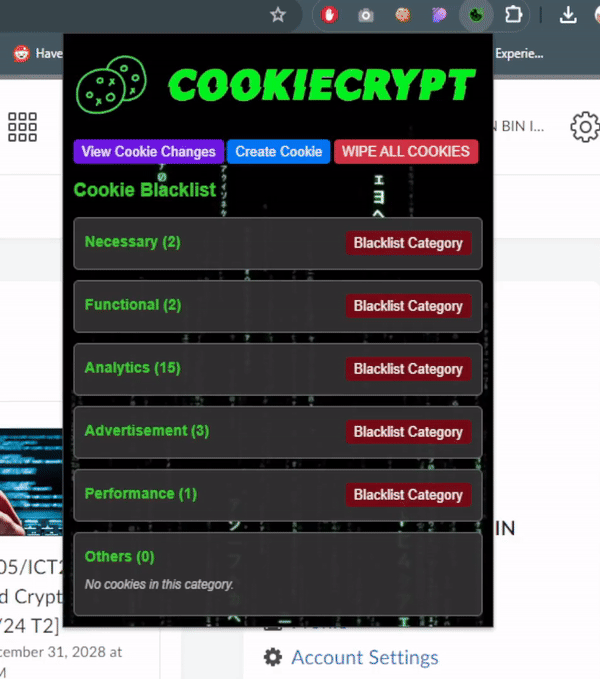 Have
Experie...
COOKIECRYPT
N BIN I...
View Cookie Changes
Create Cookie
WIPE ALL COOKIES
Cookie Blacklist
Necessary (2)
Blacklist Category
Functional (2)
Blacklist Category
Analytics (15)
Blacklist Category
Advertisement (3)
Blacklist Category
Performance (1)
Blacklist Category
IN
Others (0)
No cookies in this category.
05/ICT2
d Crypt
/24 T2]
cember 31, 2028 at
M
Account Settings